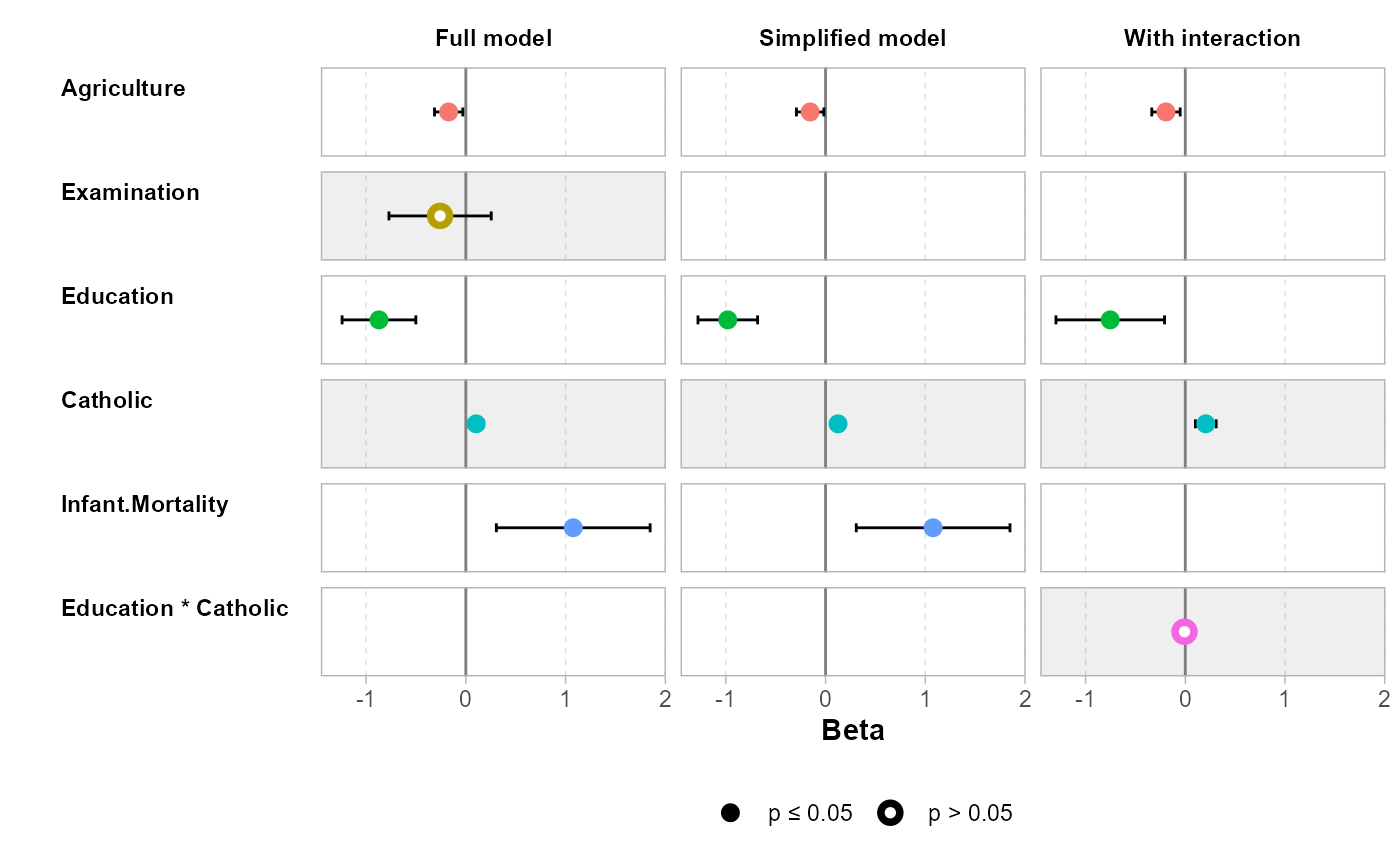 Full model Simplified model With interaction
Agriculture
Examination
Education
Catholic
Infant.Mortality
Education * Catholic
-1 0 1 2 -1 0 1 2 -1 0 1 2
Beta
p ≤ 0.05 p > 0.05